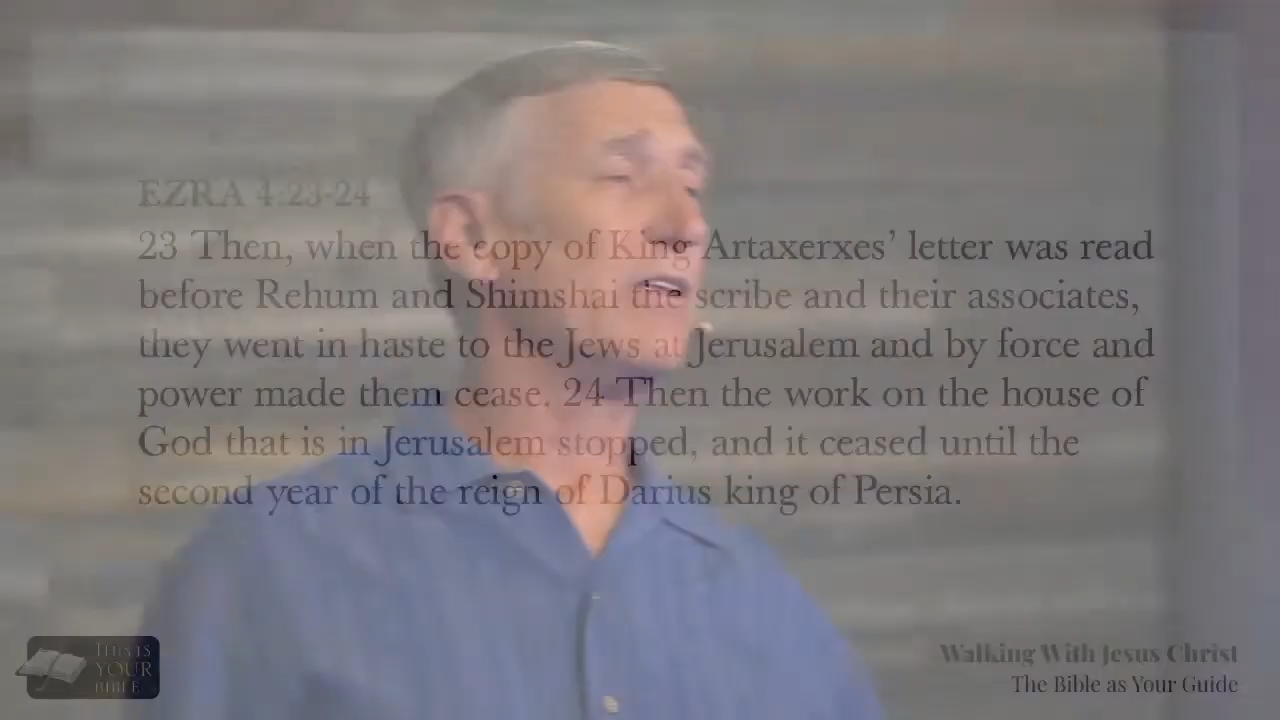 EZRA 4:23-24
23 Then, when the copy of King Artaxerxes’ letter was read
before Rehum and Shimshai the scribe and their associates,
they went in haste to the Jews at Jerusalem and by force and
power made them cease. 24 Then the work on the house of
God that is in Jerusalem stopped, and it ceased until the
second year of the reign of Darius king of Persia.
THIS IS
YOUR
BIBLE
Walking With Jesus Christ
The Bible as Your Guide